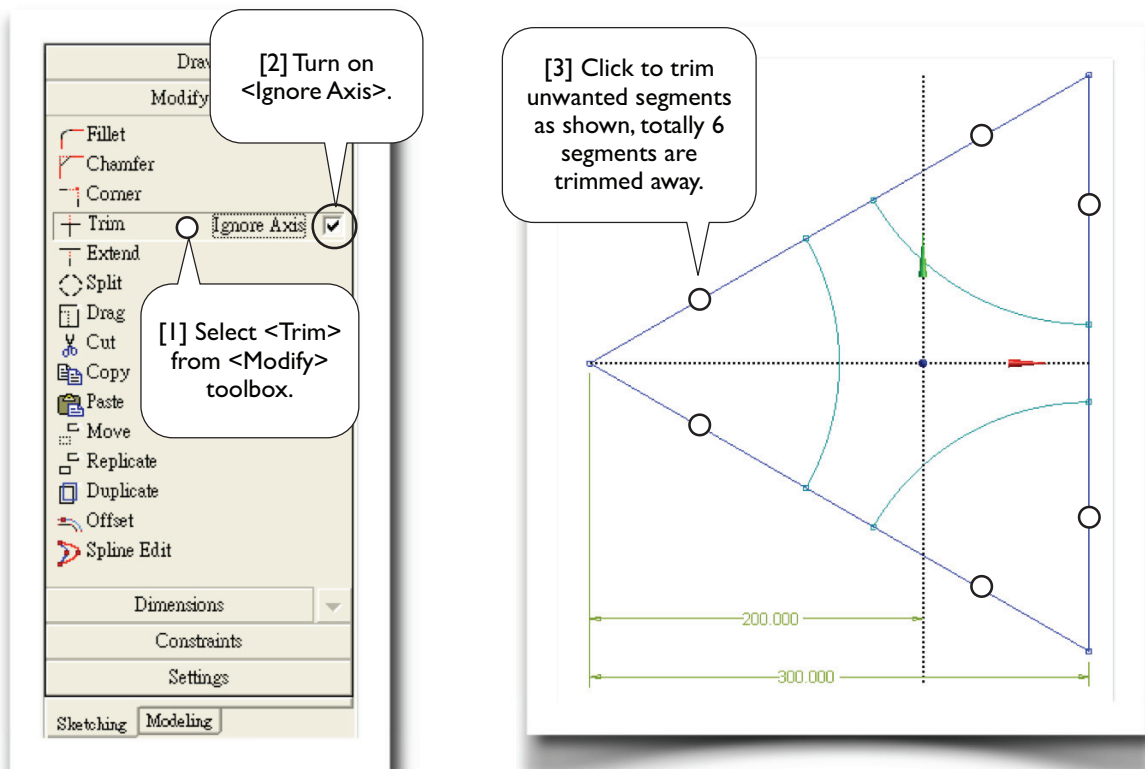 Draw
Modify
Fillet
Chamfer
Corner
Trim
Ignore Axis
Extend
Split
Drag
Cut
Copy
Paste
Move
Replicate
Duplicate
Offset
Spline Edit
Dimensions
Constraints
Settings
Sketching
Modeling
[2] Turn on
<Ignore Axis>.
[1] Select <Trim>
from <Modify>
toolbox.
[3] Click to trim
unwanted segments
as shown, totally 6
segments are
trimmed away.
200.000
300.000